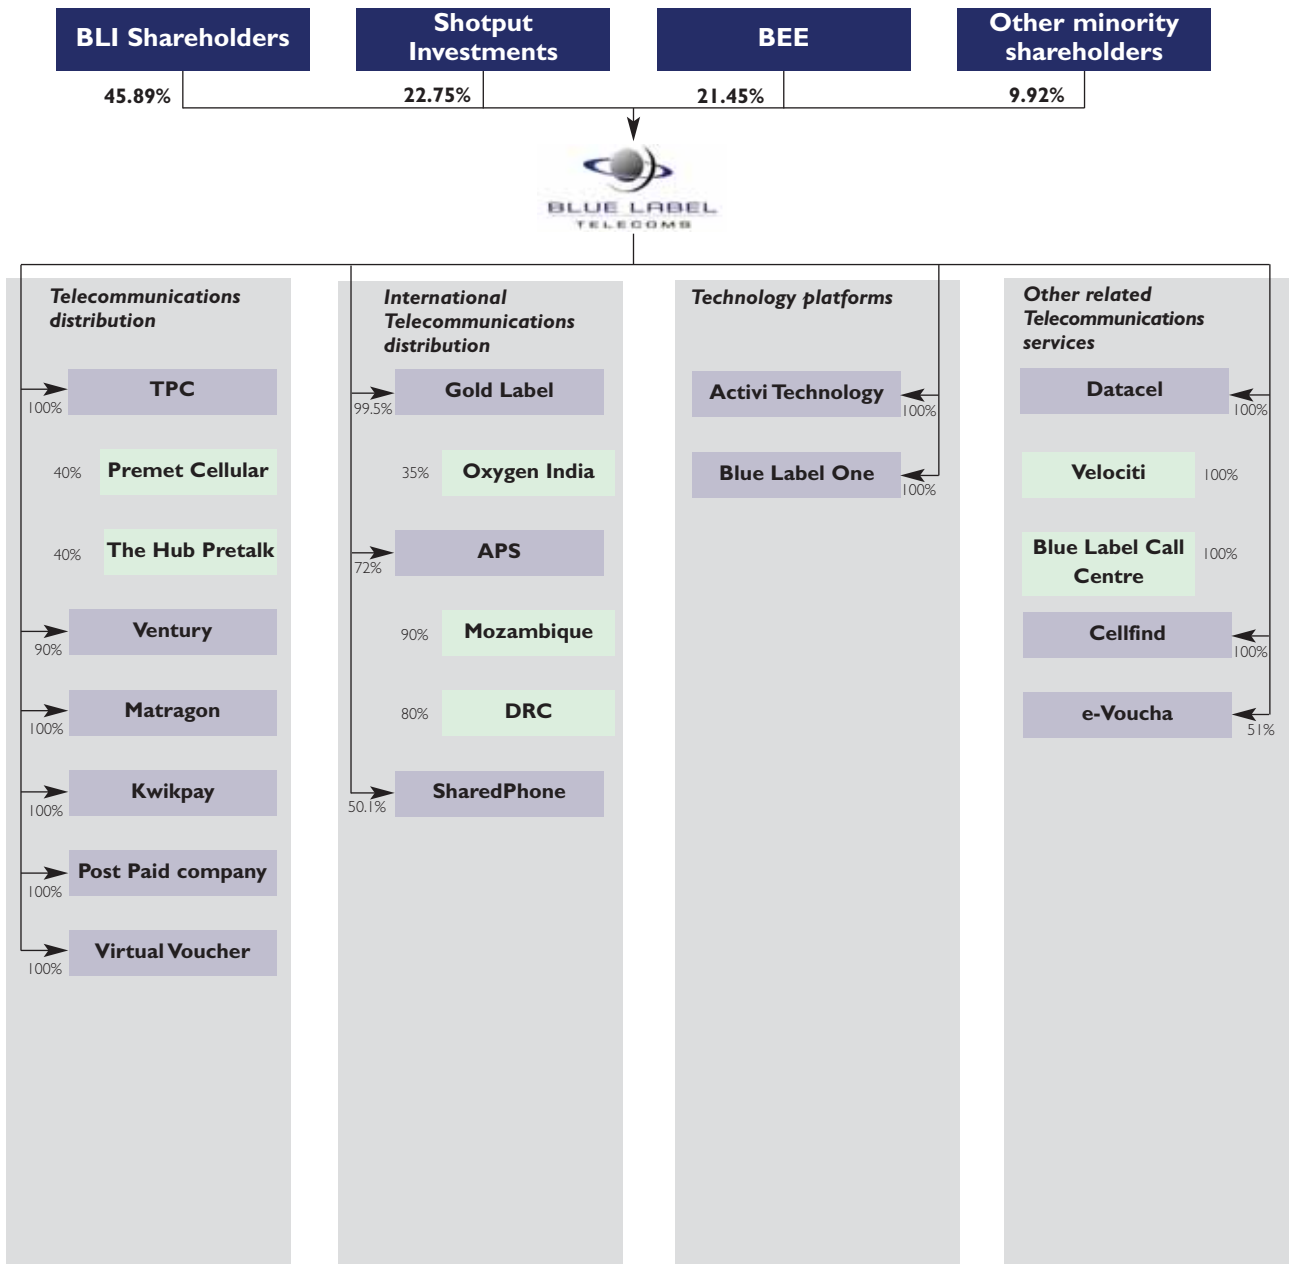 BLI Shareholders
Shotput
Investments
BEE
Other minority
shareholders
45.89%
22.75%
21.45%
9.92%
BLUE LABEL
TELECOMS
Telecommunications
distribution
TPC
100%
40%
Premet Cellular
40%
The Hub Pretalk
Ventury
90%
Matragon
100%
Kwikpay
100%
Post Paid company
100%
Virtual Voucher
100%
International
Telecommunications
distribution
Gold Label
99.5%
35%
Oxygen India
APS
72%
90%
Mozambique
80%
DRC
SharedPhone
50.1%
Technology platforms
Activi Technology
100%
Blue Label One
100%
Other related
Telecommunications
services
Datacel
100%
Velociti
100%
Blue Label Call
Centre
100%
Cellfind
100%
e-Voucha
51%